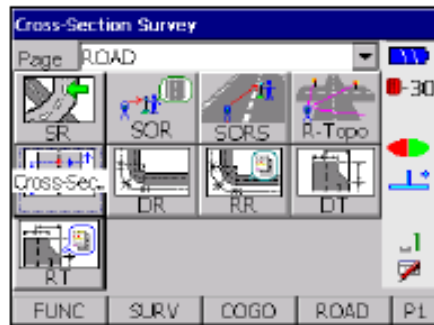 Cross-Section Survey
Page ROAD
-30
SR SOR SORS R-Topo
Cross-Sec. DR RR DT
RT
FUNC SURV COGO ROAD P1